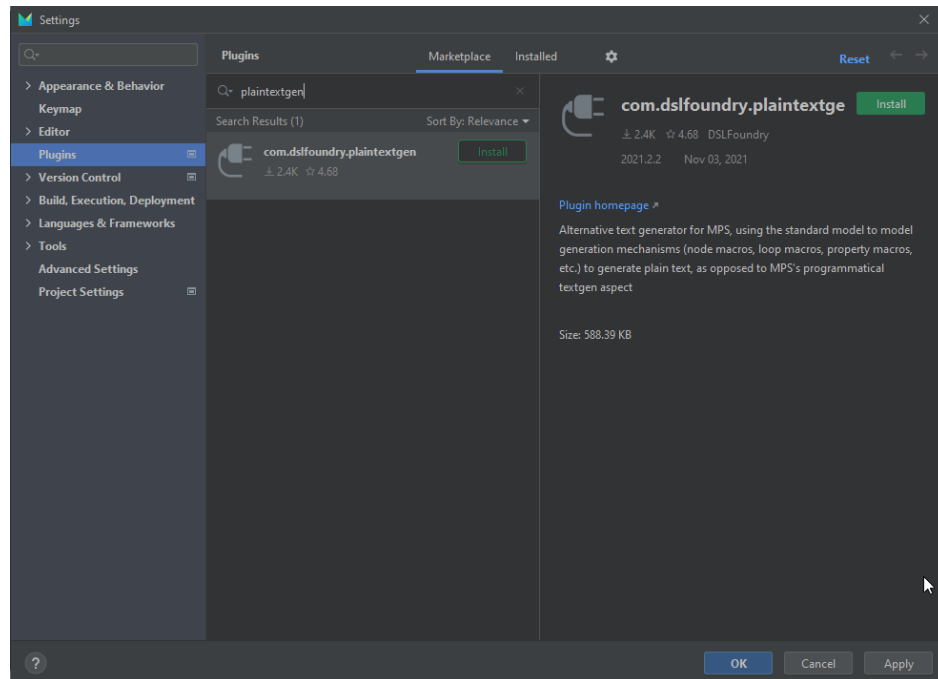 Settings
Plugins
Marketplace
Installed
Reset
Appearance & Behavior
Keymap
Editor
Plugins
Version Control
Build, Execution, Deployment
Languages & Frameworks
Tools
Advanced Settings
Project Settings
plaintextgen
Search Results (1)
Sort By: Relevance
com.dslfoundry.plaintextgen
Install
2.4K 4.68
com.dslfoundry.plaintextge
Install
2.4K 4.68 DSLFoundry
2021.2.2 Nov 03, 2021
Plugin homepage
Alternative text generator for MPS, using the standard model to model
generation mechanisms (node macros, loop macros, property macros,
etc.) to generate plain text, as opposed to MPS's programmatical
textgen aspect
Size: 588.39 KB
?
OK
Cancel
Apply